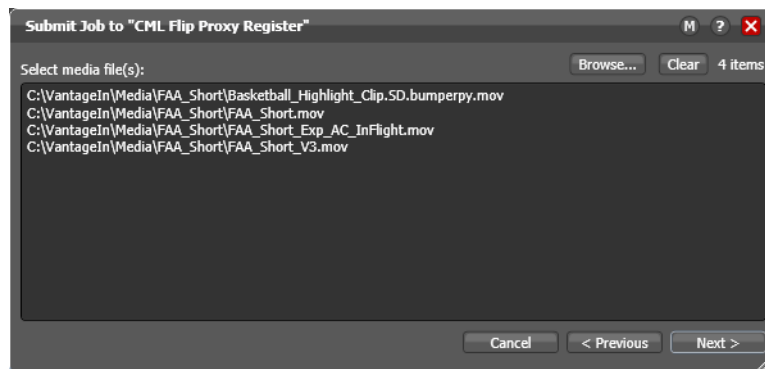 Submit Job to "CML Flip Proxy Register"
M ? X
Select media file(s):
Browse... Clear 4 items
C:\VantageIn\Media\FAA_Short\Basketball_Highlight_Clip.SD.bumperpy.mov
C:\VantageIn\Media\FAA_Short\FAA_Short.mov
C:\VantageIn\Media\FAA_Short\FAA_Short_Exp_AC_InFlight.mov
C:\VantageIn\Media\FAA_Short\FAA_Short_V3.mov
Cancel < Previous Next >